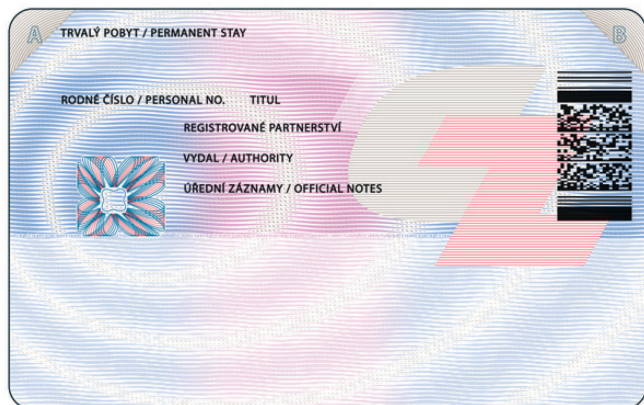 A
B
TRVALÝ POBYT / PERMANENT STAY
RODNÉ ČÍSLO / PERSONAL NO. TITUL
REGISTROVANÉ PARTNERSTVÍ
VYDAL / AUTHORITY
ÚŘEDNÍ ZÁZNAMY / OFFICIAL NOTES